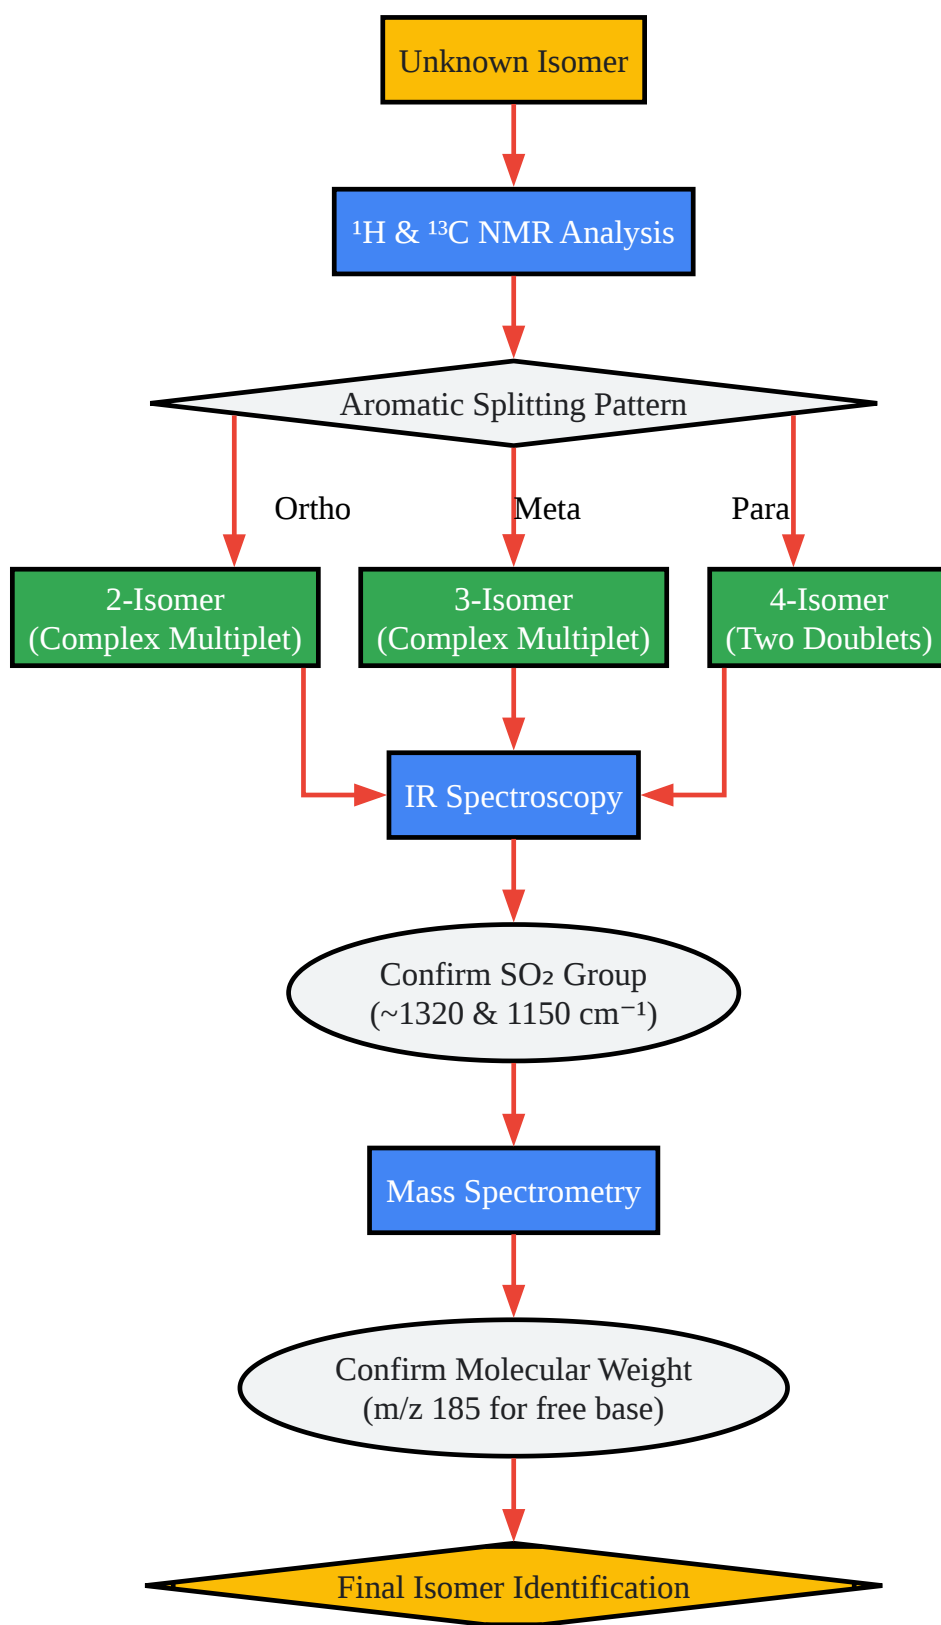 Unknown Isomer
¹H & ¹³C NMR Analysis
Aromatic Splitting Pattern
Ortho
Meta
Para
2-Isomer
(Complex Multiplet)
3-Isomer
(Complex Multiplet)
4-Isomer
(Two Doublets)
IR Spectroscopy
Confirm SO₂ Group
(~1320 & 1150 cm⁻¹)
Mass Spectrometry
Confirm Molecular Weight
(m/z 185 for free base)
Final Isomer Identification